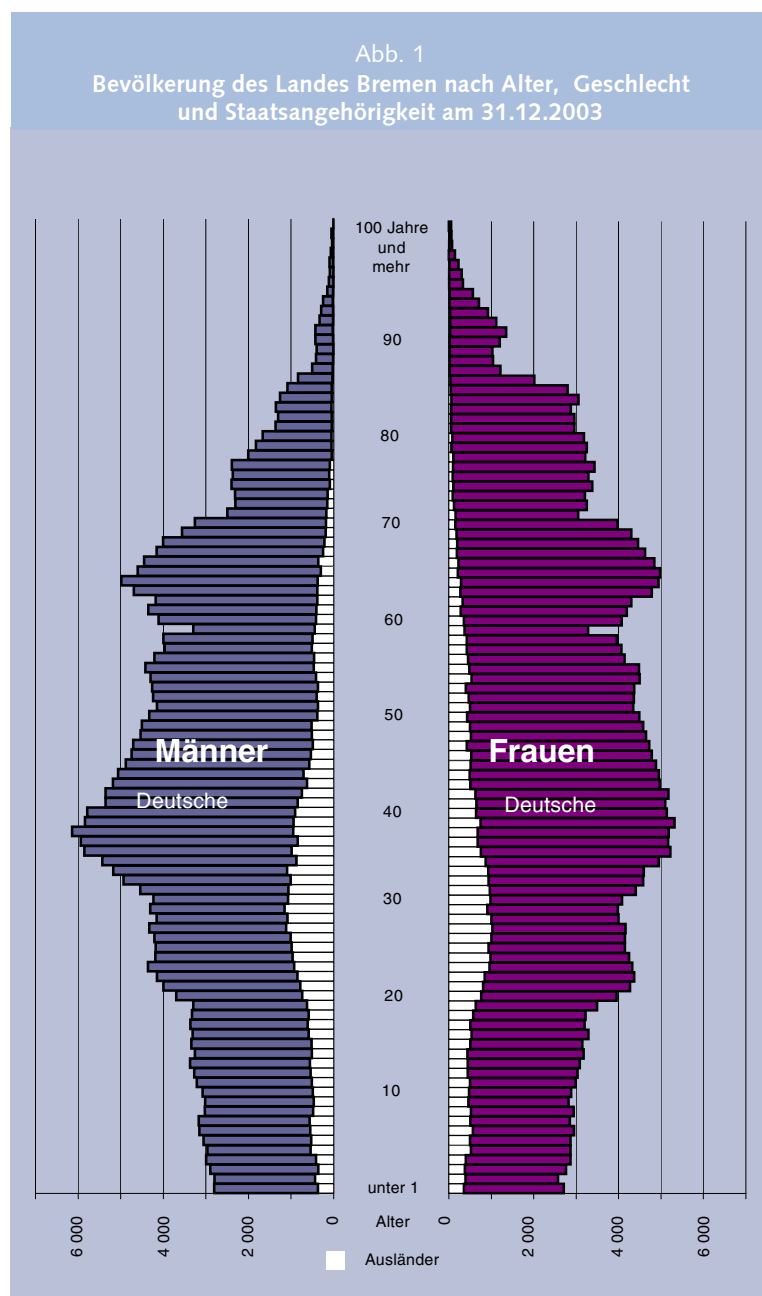 Abb. 1
Bevölkerung des Landes Bremen nach Alter, Geschlecht
und Staatsangehörigkeit am 31.12.2003
100 Jahre
und
mehr
90
80
70
60
50
Männer
Frauen
Deutsche
Deutsche
40
30
20
10
unter 1
6 000
4 000
2 000
0
Alter
0
2 000
4 000
6 000
Ausländer